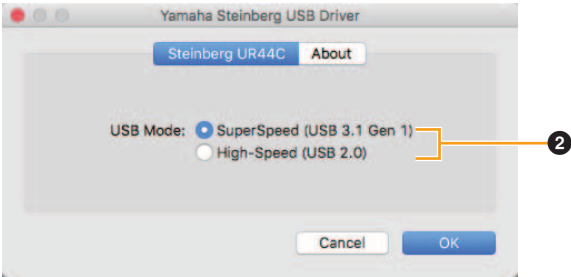 Yamaha Steinberg USB Driver
Steinberg UR44C About
USB Mode: SuperSpeed (USB 3.1 Gen 1)
High-Speed (USB 2.0)
2
Cancel OK